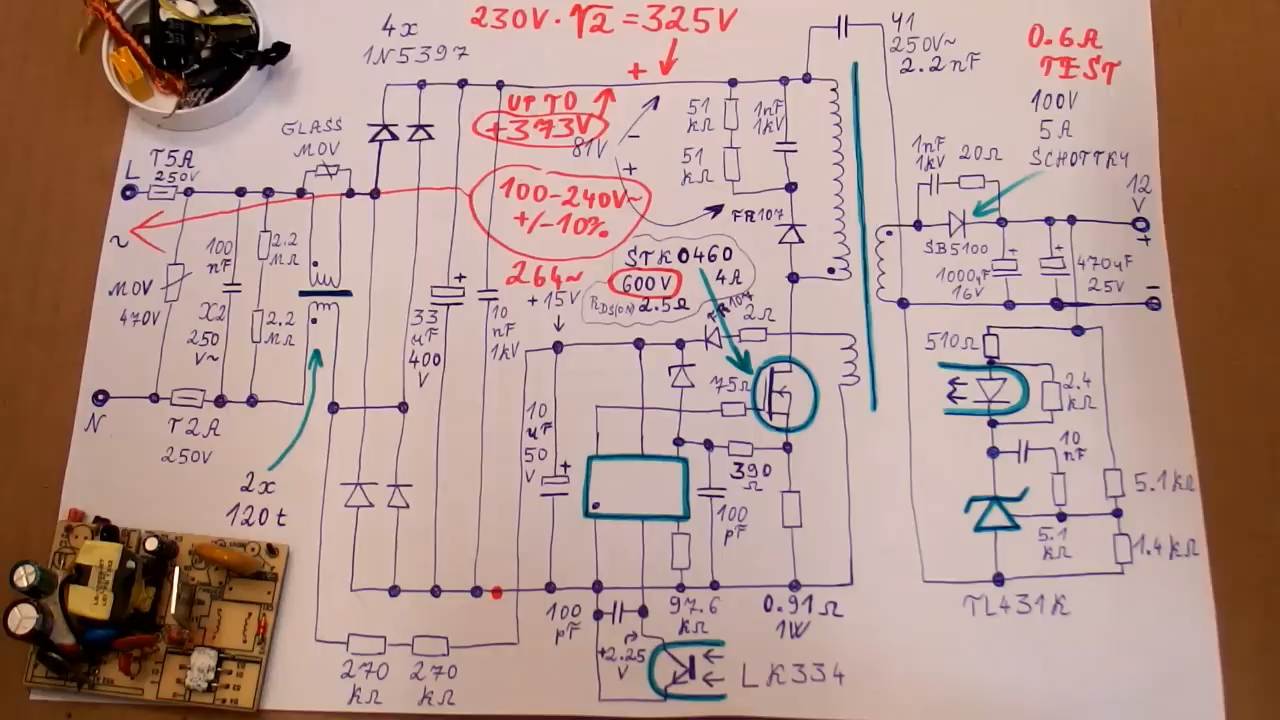 230V·√2=325V
+
4x
1N5397
UP TO
+373V
81V
−
+
100-240V~
+/-10%
264~
+15V
GLASS
MOV
L
T5A
250V
~
MOV
470V
100
nF
X2
250
V~
2.2
MΩ
2.2
MΩ
N
T2A
250V
2x
120t
33
uF
400
V
10
nF
1kV
51
kΩ
51
kΩ
1nF
1kV
FR107
Y1
250V~
2.2nF
0.6A
TEST
100V
5A
SCHOTTKY
1nF
1kV
20Ω
SB5100
12
V
+
−
1000uF
16V
470uF
25V
STK0460
600V
4A
RDS(ON) 2.5Ω
2Ω
75Ω
10
uF
50
V
390
Ω
100
pF
510Ω
2.4
kΩ
10
nF
5.1
kΩ
5.1kΩ
1.4kΩ
TL431K
100
pF
97.6
kΩ
0.91Ω
1W
+2.25
V
LK334
270
kΩ
270
kΩ